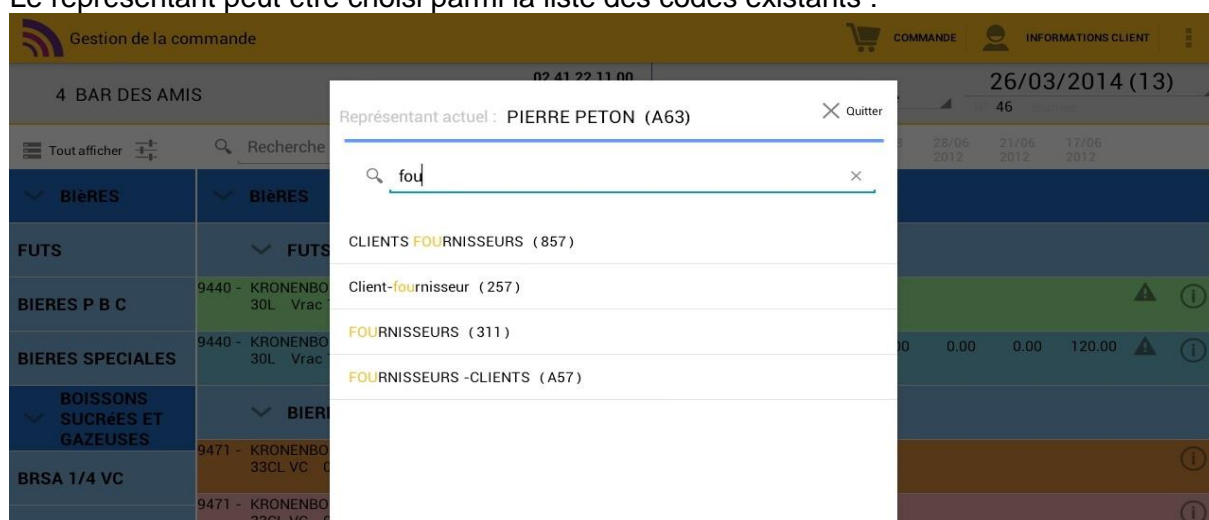 Le représentant peut être choisi parmi la liste des codes existants :
Gestion de la commande
COMMANDE
INFORMATIONS CLIENT
4 BAR DES AMIS
02 41 22 11 00
26/03/2014 (13)
46
Représentant actuel : PIERRE PETON (A63)
Quitter
Tout afficher
Recherche
28/06 2012
21/06 2012
17/06 2012
fou
BIèRES
BIèRES
FUTS
FUTS
CLIENTS FOURNISSEURS (857)
BIERES P B C
9440 - KRONENBO
30L Vrac
Client-fournisseur (257)
FOURNISSEURS (311)
BIERES SPECIALES
9440 - KRONENBO
30L Vrac
0.00 0.00 120.00
FOURNISSEURS -CLIENTS (A57)
BOISSONS
SUCRéES ET
GAZEUSES
BIER
BRSA 1/4 VC
9471 - KRONENBO
33CL VC
9471 - KRONENBO